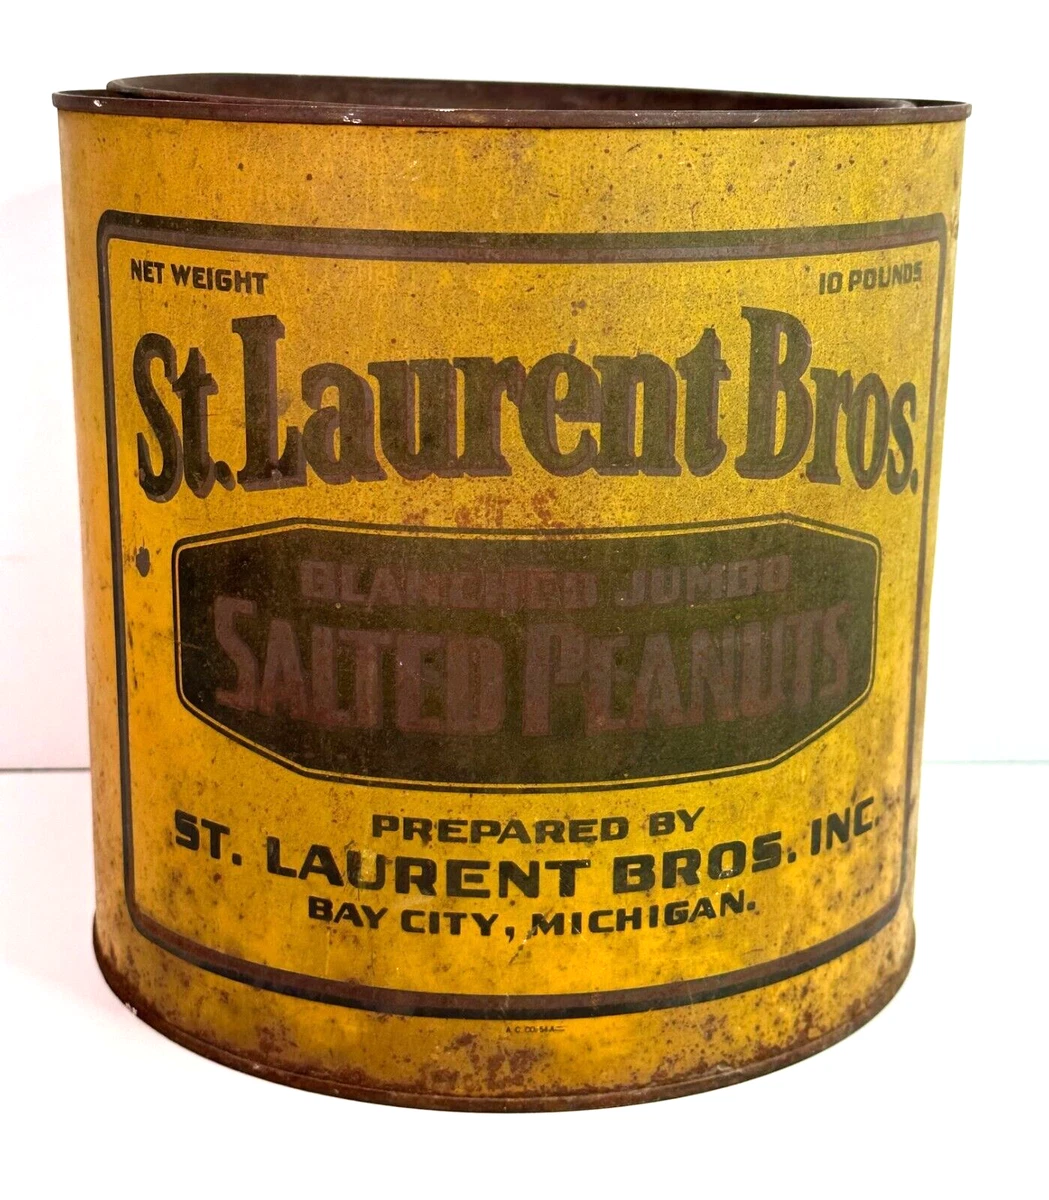 NET WEIGHT 10 POUNDS
St. Laurent Bros.
BLANCHED JUMBO
SALTED PEANUTS
PREPARED BY
ST. LAURENT BROS. INC.
BAY CITY, MICHIGAN.
A.C.CO.